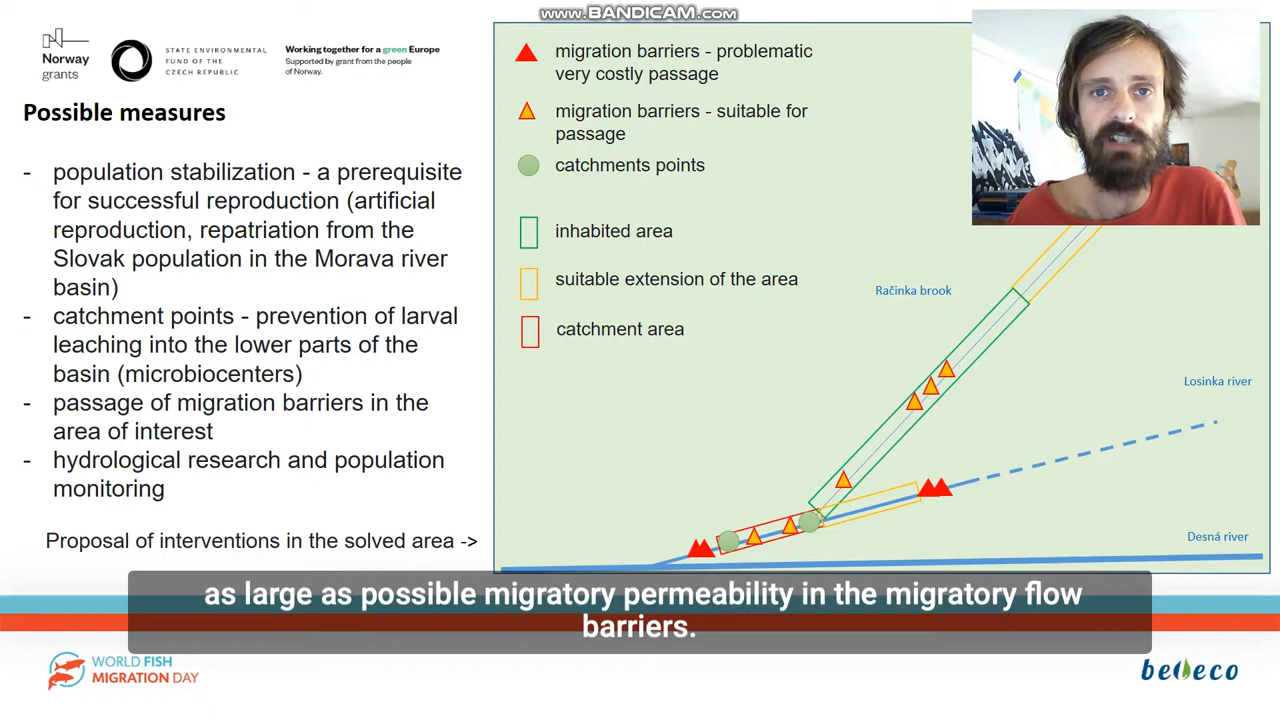 www.BANDICAM.com
Norway
grants
STATE ENVIRONMENTAL
FUND OF THE
CZECH REPUBLIC
Working together for a green Europe
Supported by grant from the people
of Norway.
Possible measures
- population stabilization - a prerequisite
for successful reproduction (artificial
reproduction, repatriation from the
Slovak population in the Morava river
basin)
- catchment points - prevention of larval
leaching into the lower parts of the
basin (microbiocenters)
- passage of migration barriers in the
area of interest
- hydrological research and population
monitoring
Proposal of interventions in the solved area ->
migration barriers - problematic
very costly passage
migration barriers - suitable for
passage
catchments points
inhabited area
suitable extension of the area
catchment area
Račinka brook
Losinka river
Desná river
as large as possible migratory permeability in the migratory flow
barriers.
WORLD FISH
MIGRATION DAY
beleco